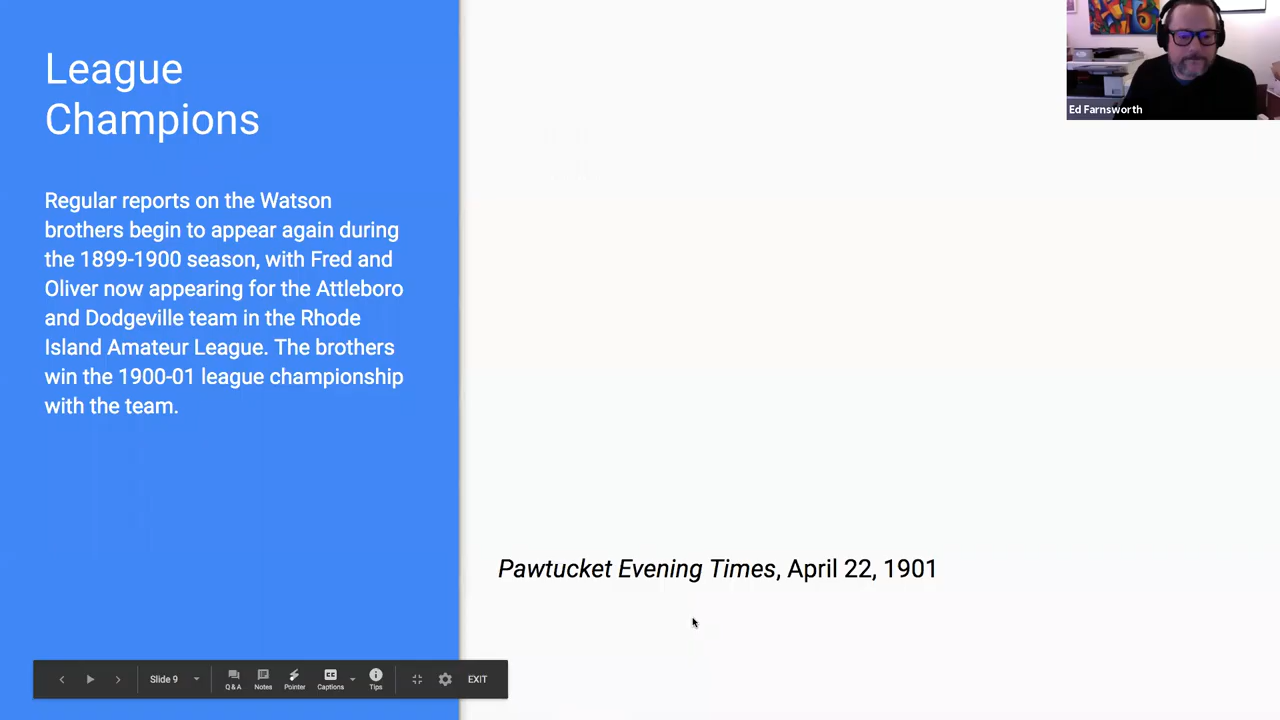 League
Champions
Regular reports on the Watson
brothers begin to appear again during
the 1899-1900 season, with Fred and
Oliver now appearing for the Attleboro
and Dodgeville team in the Rhode
Island Amateur League. The brothers
win the 1900-01 league championship
with the team.
Pawtucket Evening Times, April 22, 1901
Ed Farnsworth
Slide 9
Q&A
Notes
Pointer
CC
Captions
Tips
EXIT